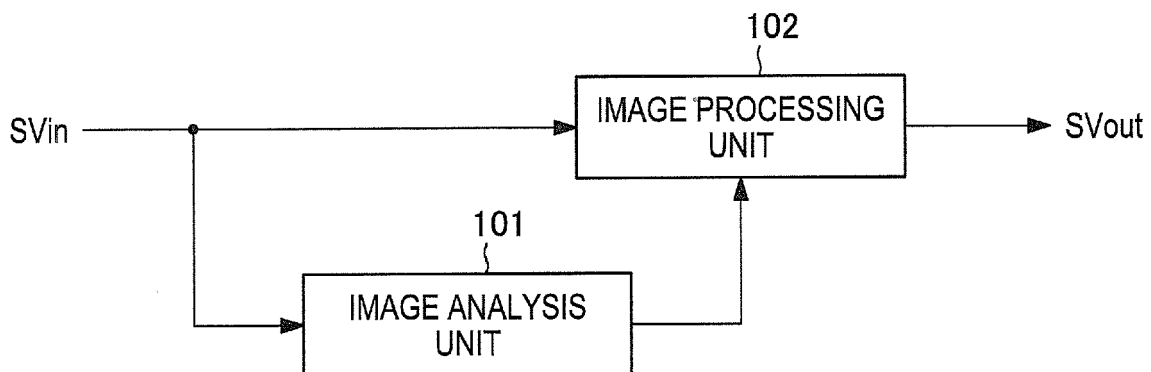 102
SVin
IMAGE PROCESSING
UNIT
SVout
101
IMAGE ANALYSIS
UNIT